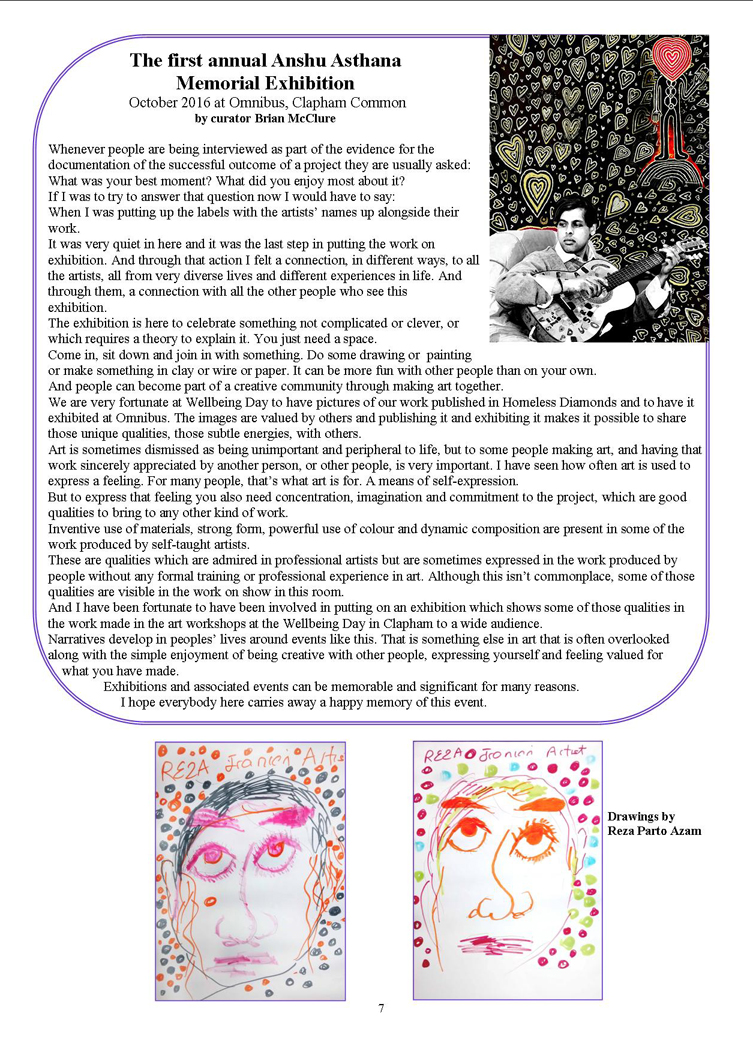 The first annual Anshu Asthana
Memorial Exhibition
October 2016 at Omnibus, Clapham Common
by curator Brian McClure
Whenever people are being interviewed as part of the evidence for the
documentation of the successful outcome of a project they are usually asked:
What was your best moment? What did you enjoy most about it?
If I was to try to answer that question now I would have to say:
When I was putting up the labels with the artists’ names up alongside their
work.
It was very quiet in here and it was the last step in putting the work on
exhibition. And through that action I felt a connection, in different ways, to all
the artists, all from very diverse lives and different experiences in life. And
through them, a connection with all the other people who see this
exhibition.
The exhibition is here to celebrate something not complicated or clever, or
which requires a theory to explain it. You just need a space.
Come in, sit down and join in with something. Do some drawing or painting
or make something in clay or wire or paper. It can be more fun with other people than on your own.
And people can become part of a creative community through making art together.
We are very fortunate at Wellbeing Day to have pictures of our work published in Homeless Diamonds and to have it
exhibited at Omnibus. The images are valued by others and publishing it and exhibiting it makes it possible to share
those unique qualities, those subtle energies, with others.
Art is sometimes dismissed as being unimportant and peripheral to life, but to some people making art, and having that
work sincerely appreciated by another person, or other people, is very important. I have seen how often art is used to
express a feeling. For many people, that’s what art is for. A means of self-expression.
But to express that feeling you also need concentration, imagination and commitment to the project, which are good
qualities to bring to any other kind of work.
Inventive use of materials, strong form, powerful use of colour and dynamic composition are present in some of the
work produced by self-taught artists.
These are qualities which are admired in professional artists but are sometimes expressed in the work produced by
people without any formal training or professional experience in art. Although this isn’t commonplace, some of those
qualities are visible in the work on show in this room.
And I have been fortunate to have been involved in putting on an exhibition which shows some of those qualities in
the work made in the art workshops at the Wellbeing Day in Clapham to a wide audience.
Narratives develop in peoples’ lives around events like this. That is something else in art that is often overlooked
along with the simple enjoyment of being creative with other people, expressing yourself and feeling valued for
what you have made.
Exhibitions and associated events can be memorable and significant for many reasons.
I hope everybody here carries away a happy memory of this event.
REZA Iranien Artis
REZA Iranien Artist
Drawings by
Reza Parto Azam
7